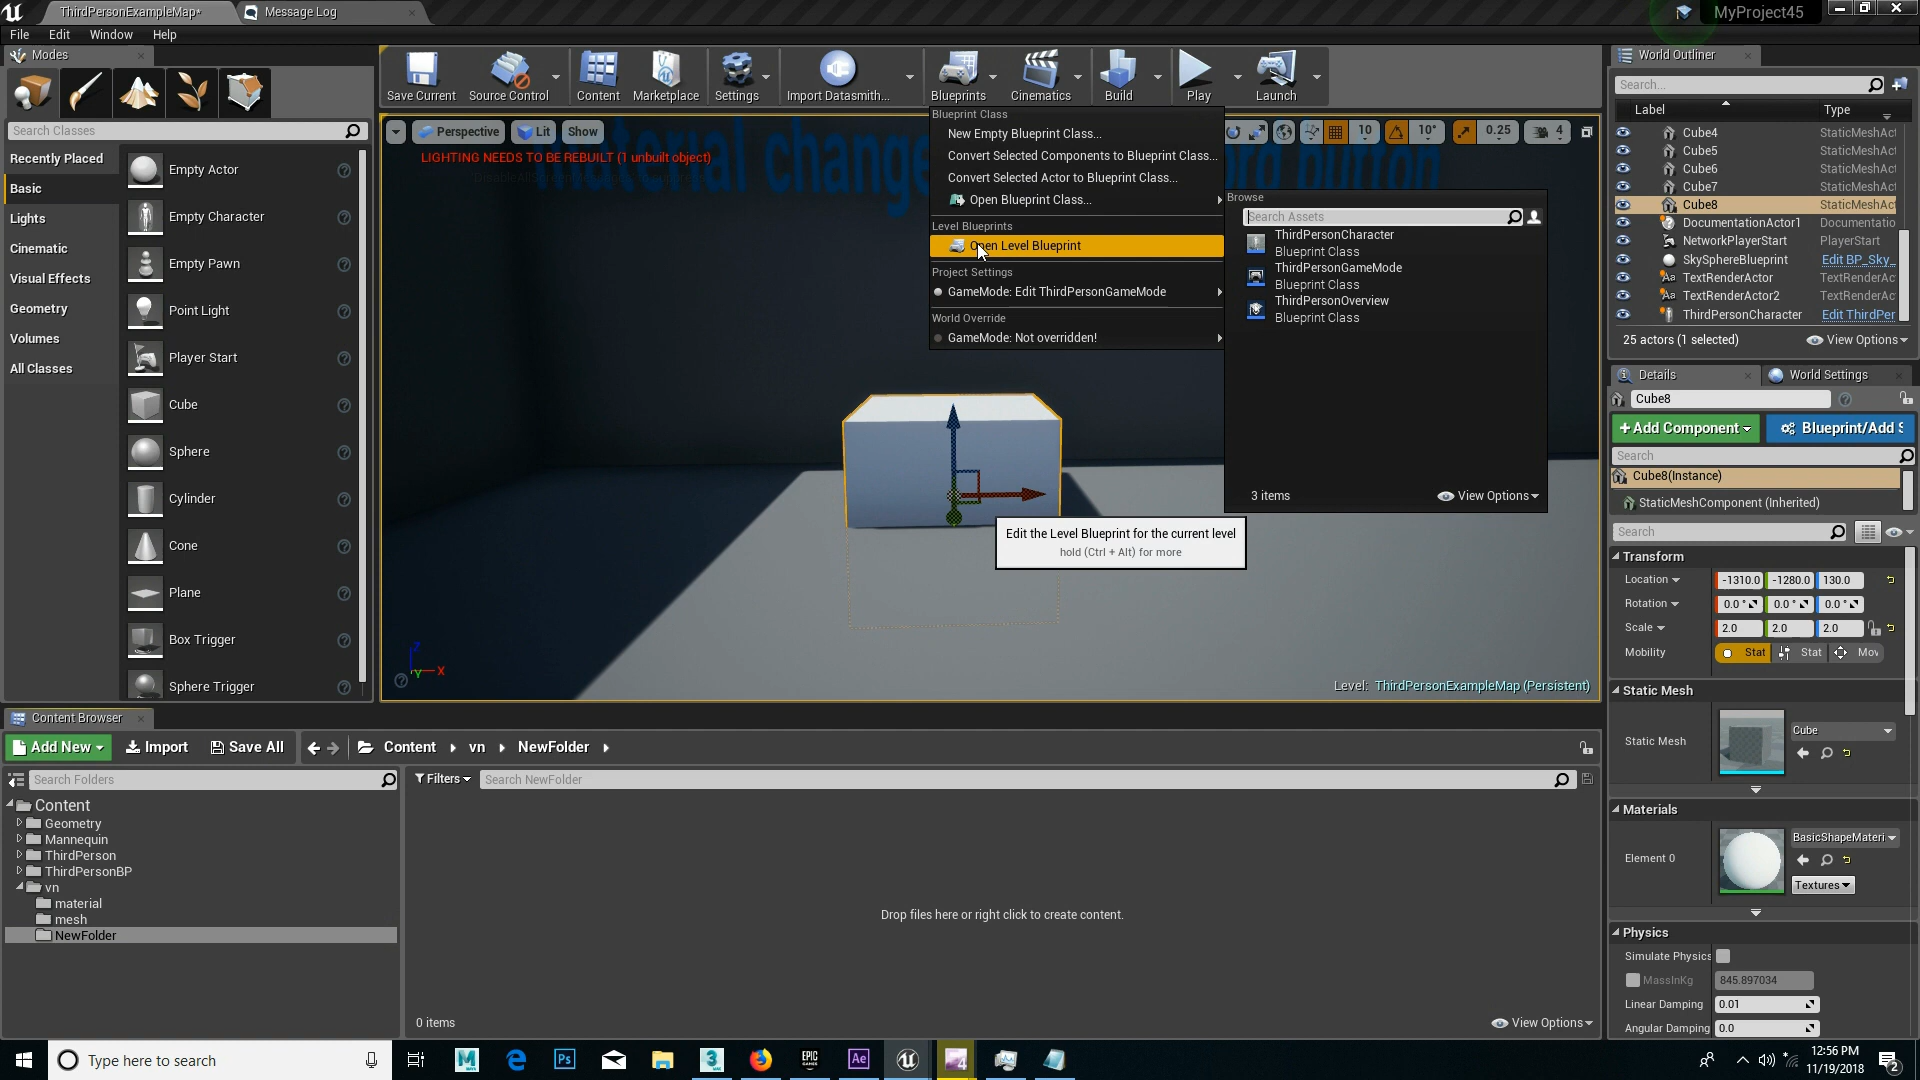 ThirdPersonExampleMap*
Message Log
MyProject45
File Edit Window Help
Modes
Search Classes
Recently Placed
Basic
Lights
Cinematic
Visual Effects
Geometry
Volumes
All Classes
Empty Actor
Empty Character
Empty Pawn
Point Light
Player Start
Cube
Sphere
Cylinder
Cone
Plane
Box Trigger
Sphere Trigger
Save Current
Source Control
Content
Marketplace
Settings
Import Datasmith...
Blueprints
Cinematics
Build
Play
Launch
Perspective
Lit
Show
10
10°
0.25
4
LIGHTING NEEDS TO BE REBUILT (1 unbuilt object)
Blueprint Class
New Empty Blueprint Class...
Convert Selected Components to Blueprint Class...
Convert Selected Actor to Blueprint Class...
Open Blueprint Class...
Level Blueprints
Open Level Blueprint
Project Settings
GameMode: Edit ThirdPersonGameMode
World Override
GameMode: Not overridden!
Browse
Search Assets
ThirdPersonCharacter
Blueprint Class
ThirdPersonGameMode
Blueprint Class
ThirdPersonOverview
Blueprint Class
3 items
View Options
Edit the Level Blueprint for the current level
hold (Ctrl + Alt) for more
Z
X
Y
Level: ThirdPersonExampleMap (Persistent)
World Outliner
Search...
Label Type
Cube4 StaticMeshAct
Cube5 StaticMeshAct
Cube6 StaticMeshAct
Cube7 StaticMeshAct
Cube8 StaticMeshAct
DocumentationActor1 Documentatio
NetworkPlayerStart PlayerStart
SkySphereBlueprint Edit BP_Sky_
TextRenderActor TextRenderAc
TextRenderActor2 TextRenderAc
ThirdPersonCharacter Edit ThirdPer
25 actors (1 selected)
View Options
Details
World Settings
Cube8
+ Add Component
Blueprint/Add S
Search
Cube8(Instance)
StaticMeshComponent (Inherited)
Search
Transform
Location -1310.0 -1280.0 130.0
Rotation 0.0 ° 0.0 ° 0.0 °
Scale 2.0 2.0 2.0
Mobility Stat Stat Mov
Static Mesh
Static Mesh
Cube
Materials
Element 0
BasicShapeMateri
Textures
Physics
Simulate Physics
MassInKg 845.897034
Linear Damping 0.01
Angular Damping 0.0
Content Browser
Add New
Import
Save All
Content
vn
NewFolder
Search Folders
Filters
Search NewFolder
Content
Geometry
Mannequin
ThirdPerson
ThirdPersonBP
vn
material
mesh
NewFolder
Drop files here or right click to create content.
0 items
View Options
Type here to search
12:56 PM
11/19/2018
2